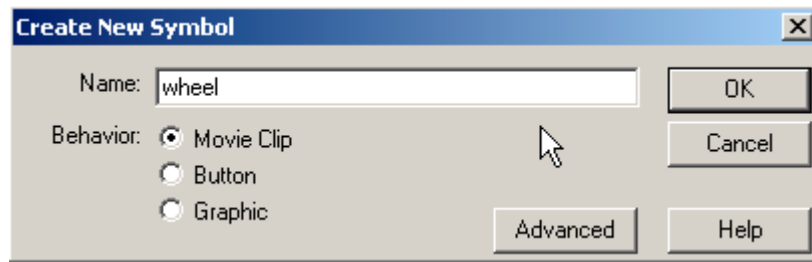 Create New Symbol
Name: wheel OK
Behavior: Movie Clip Cancel
Button
Graphic
Advanced Help